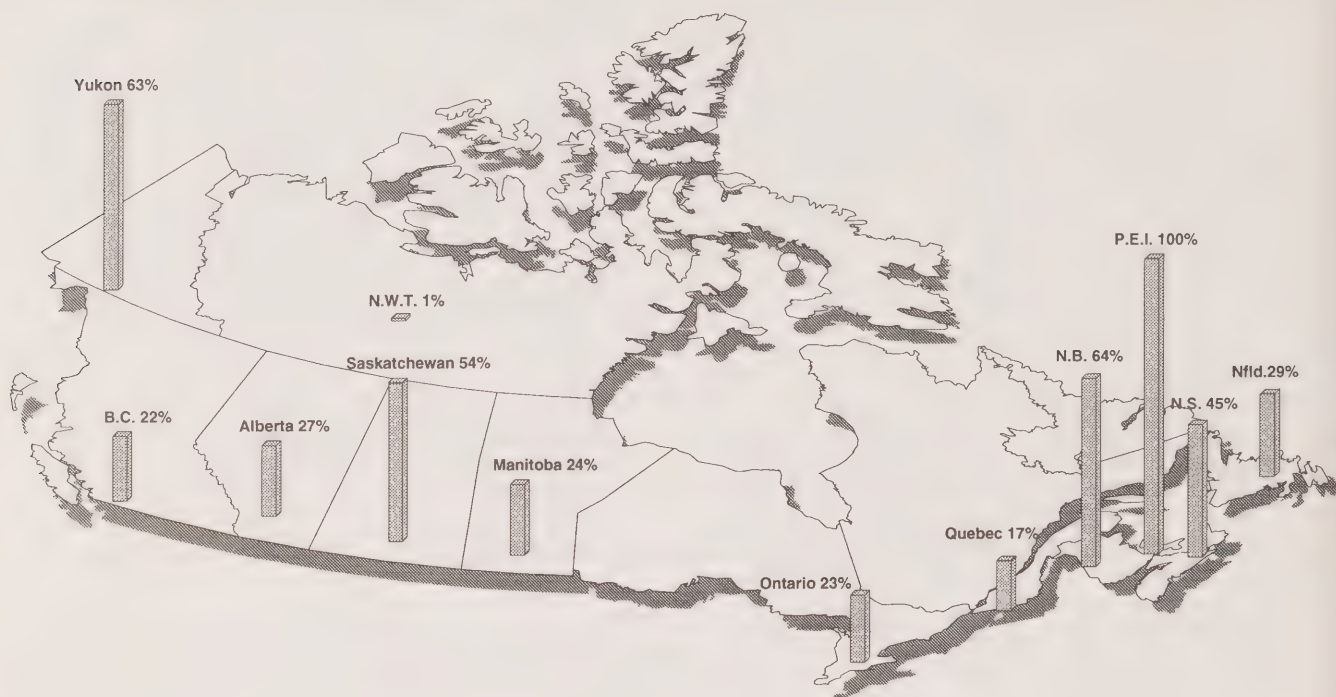 Yukon 63%
P.E.I. 100%
N.W.T. 1%
Saskatchewan 54%
N.B. 64%
Nfld.29%
N.S. 45%
B.C. 22%
Alberta 27%
Manitoba 24%
Quebec 17%
Ontario 23%